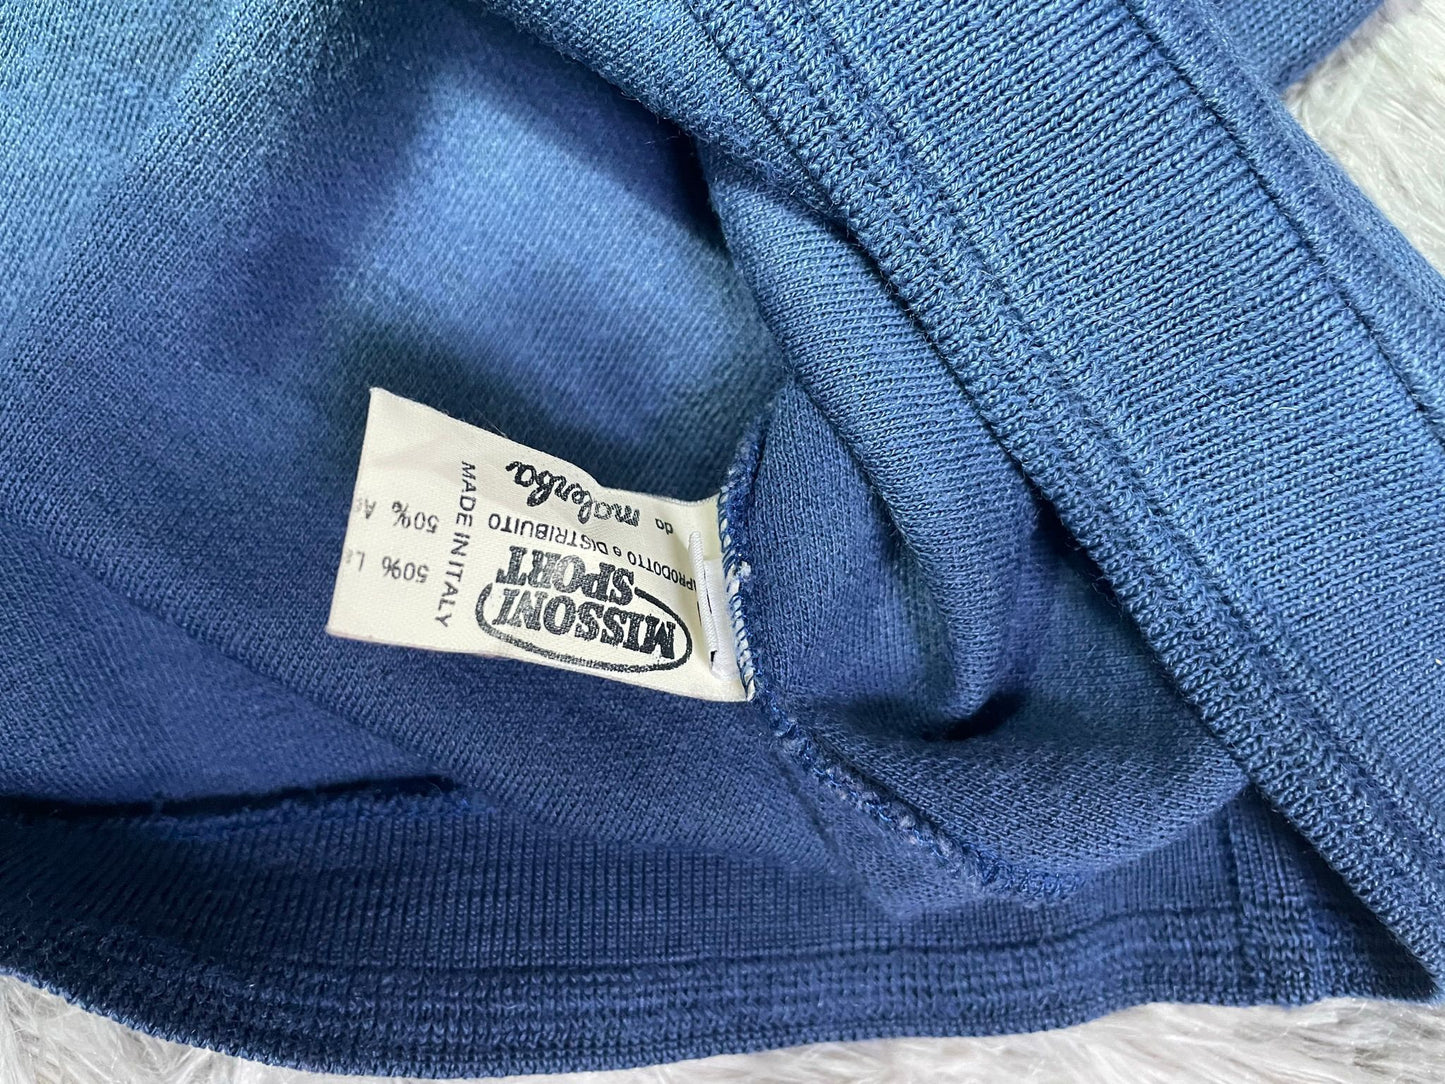 MISSONI
SPORT
PRODOTTO e DISTRIBUITO
da malerba
MADE IN ITALY
50%
50%